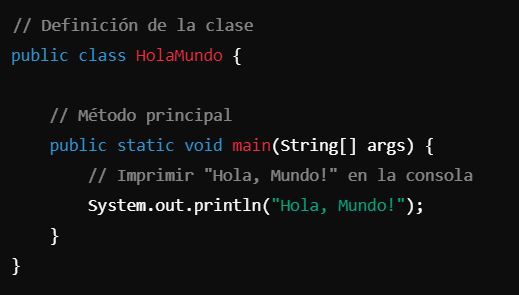 // Definición de la clase
public class HolaMundo {
// Método principal
public static void main(String[] args) {
// Imprimir "Hola, Mundo!" en la consola
System.out.println("Hola, Mundo!");
}
}